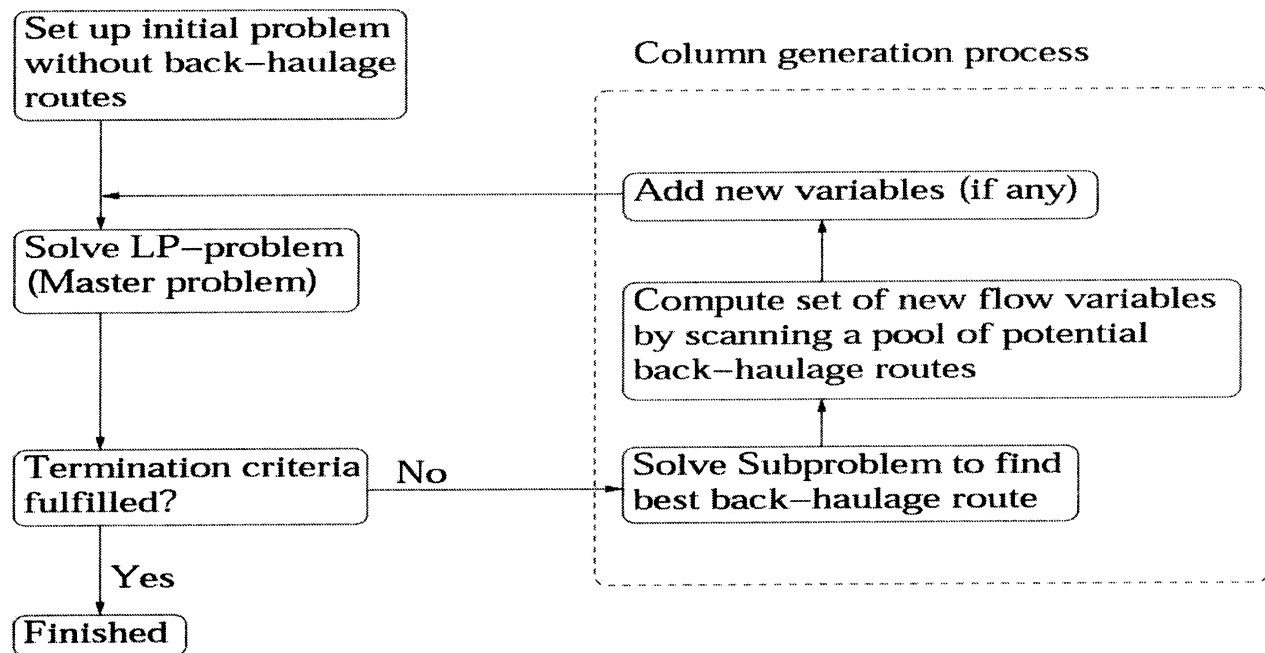 Set up initial problem
without back–haulage
routes
Column generation process
Add new variables (if any)
Solve LP–problem
(Master problem)
Compute set of new flow variables
by scanning a pool of potential
back–haulage routes
Termination criteria
fulfilled?
No
Solve Subproblem to find
best back–haulage route
Yes
Finished